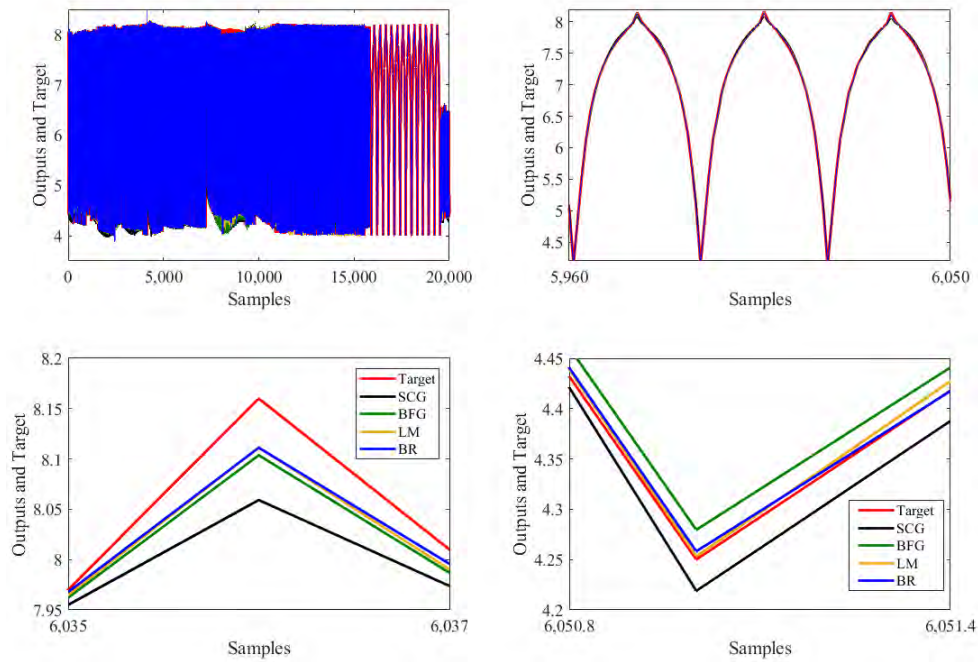 8
7
6
5
4
Outputs and Target
0
5,000
10,000
15,000
20,000
Samples
8
7.5
7
6.5
6
5.5
5
4.5
Outputs and Target
5,960
6,050
Samples
8.2
8.15
8.1
8.05
8
7.95
Outputs and Target
Target
SCG
BFG
LM
BR
6,035
6,037
Samples
4.45
4.4
4.35
4.3
4.25
4.2
Outputs and Target
Target
SCG
BFG
LM
BR
6,050.8
6,051.4
Samples